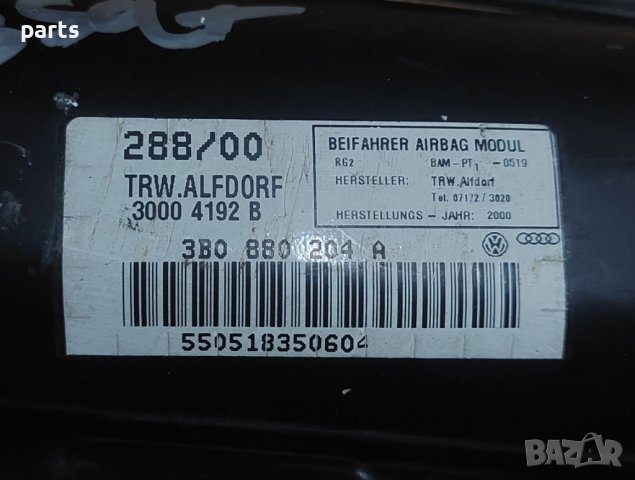 parts
288/00
TRW.ALFDORF
3000 4192 B
BEIFAHRER AIRBAG MODUL
RG2 BAM-PT1 -0519
HERSTELLER: TRW.Alfdorf
Tel. 07172/3020
HERSTELLUNGS - JAHR: 2000
3B0 880 204 A
550518350604
BAZAR